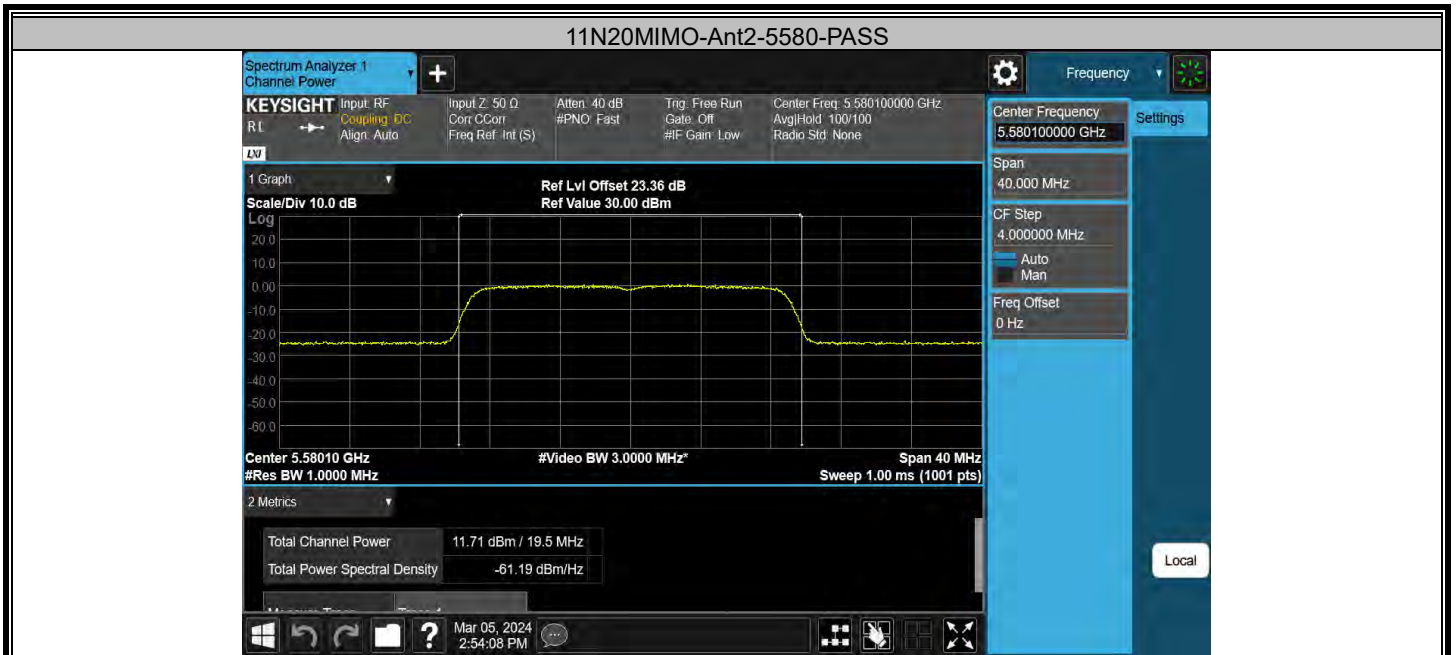 11N20MIMO-Ant2-5580-PASS
Spectrum Analyzer 1
Channel Power
+
Frequency
KEYSIGHT Input: RF Input Z: 50 Ω Atten: 40 dB Trig: Free Run Center Freq: 5.580100000 GHz
RL Coupling: DC Corr CCorr #PNO: Fast Gate: Off Avg|Hold: 100/100
Align: Auto Freq Ref: Int (S) #IF Gain: Low Radio Std: None
LXI
Center Frequency
5.580100000 GHz
Settings
Span
40.000 MHz
CF Step
4.000000 MHz
Auto
Man
Freq Offset
0 Hz
1 Graph
Ref Lvl Offset 23.36 dB
Scale/Div 10.0 dB Ref Value 30.00 dBm
Log
20.0
10.0
0.00
-10.0
-20.0
-30.0
-40.0
-50.0
-60.0
Center 5.58010 GHz #Video BW 3.0000 MHz* Span 40 MHz
#Res BW 1.0000 MHz Sweep 1.00 ms (1001 pts)
2 Metrics
Total Channel Power 11.71 dBm / 19.5 MHz
Total Power Spectral Density -61.19 dBm/Hz
Local
? Mar 05, 2024
2:54:08 PM